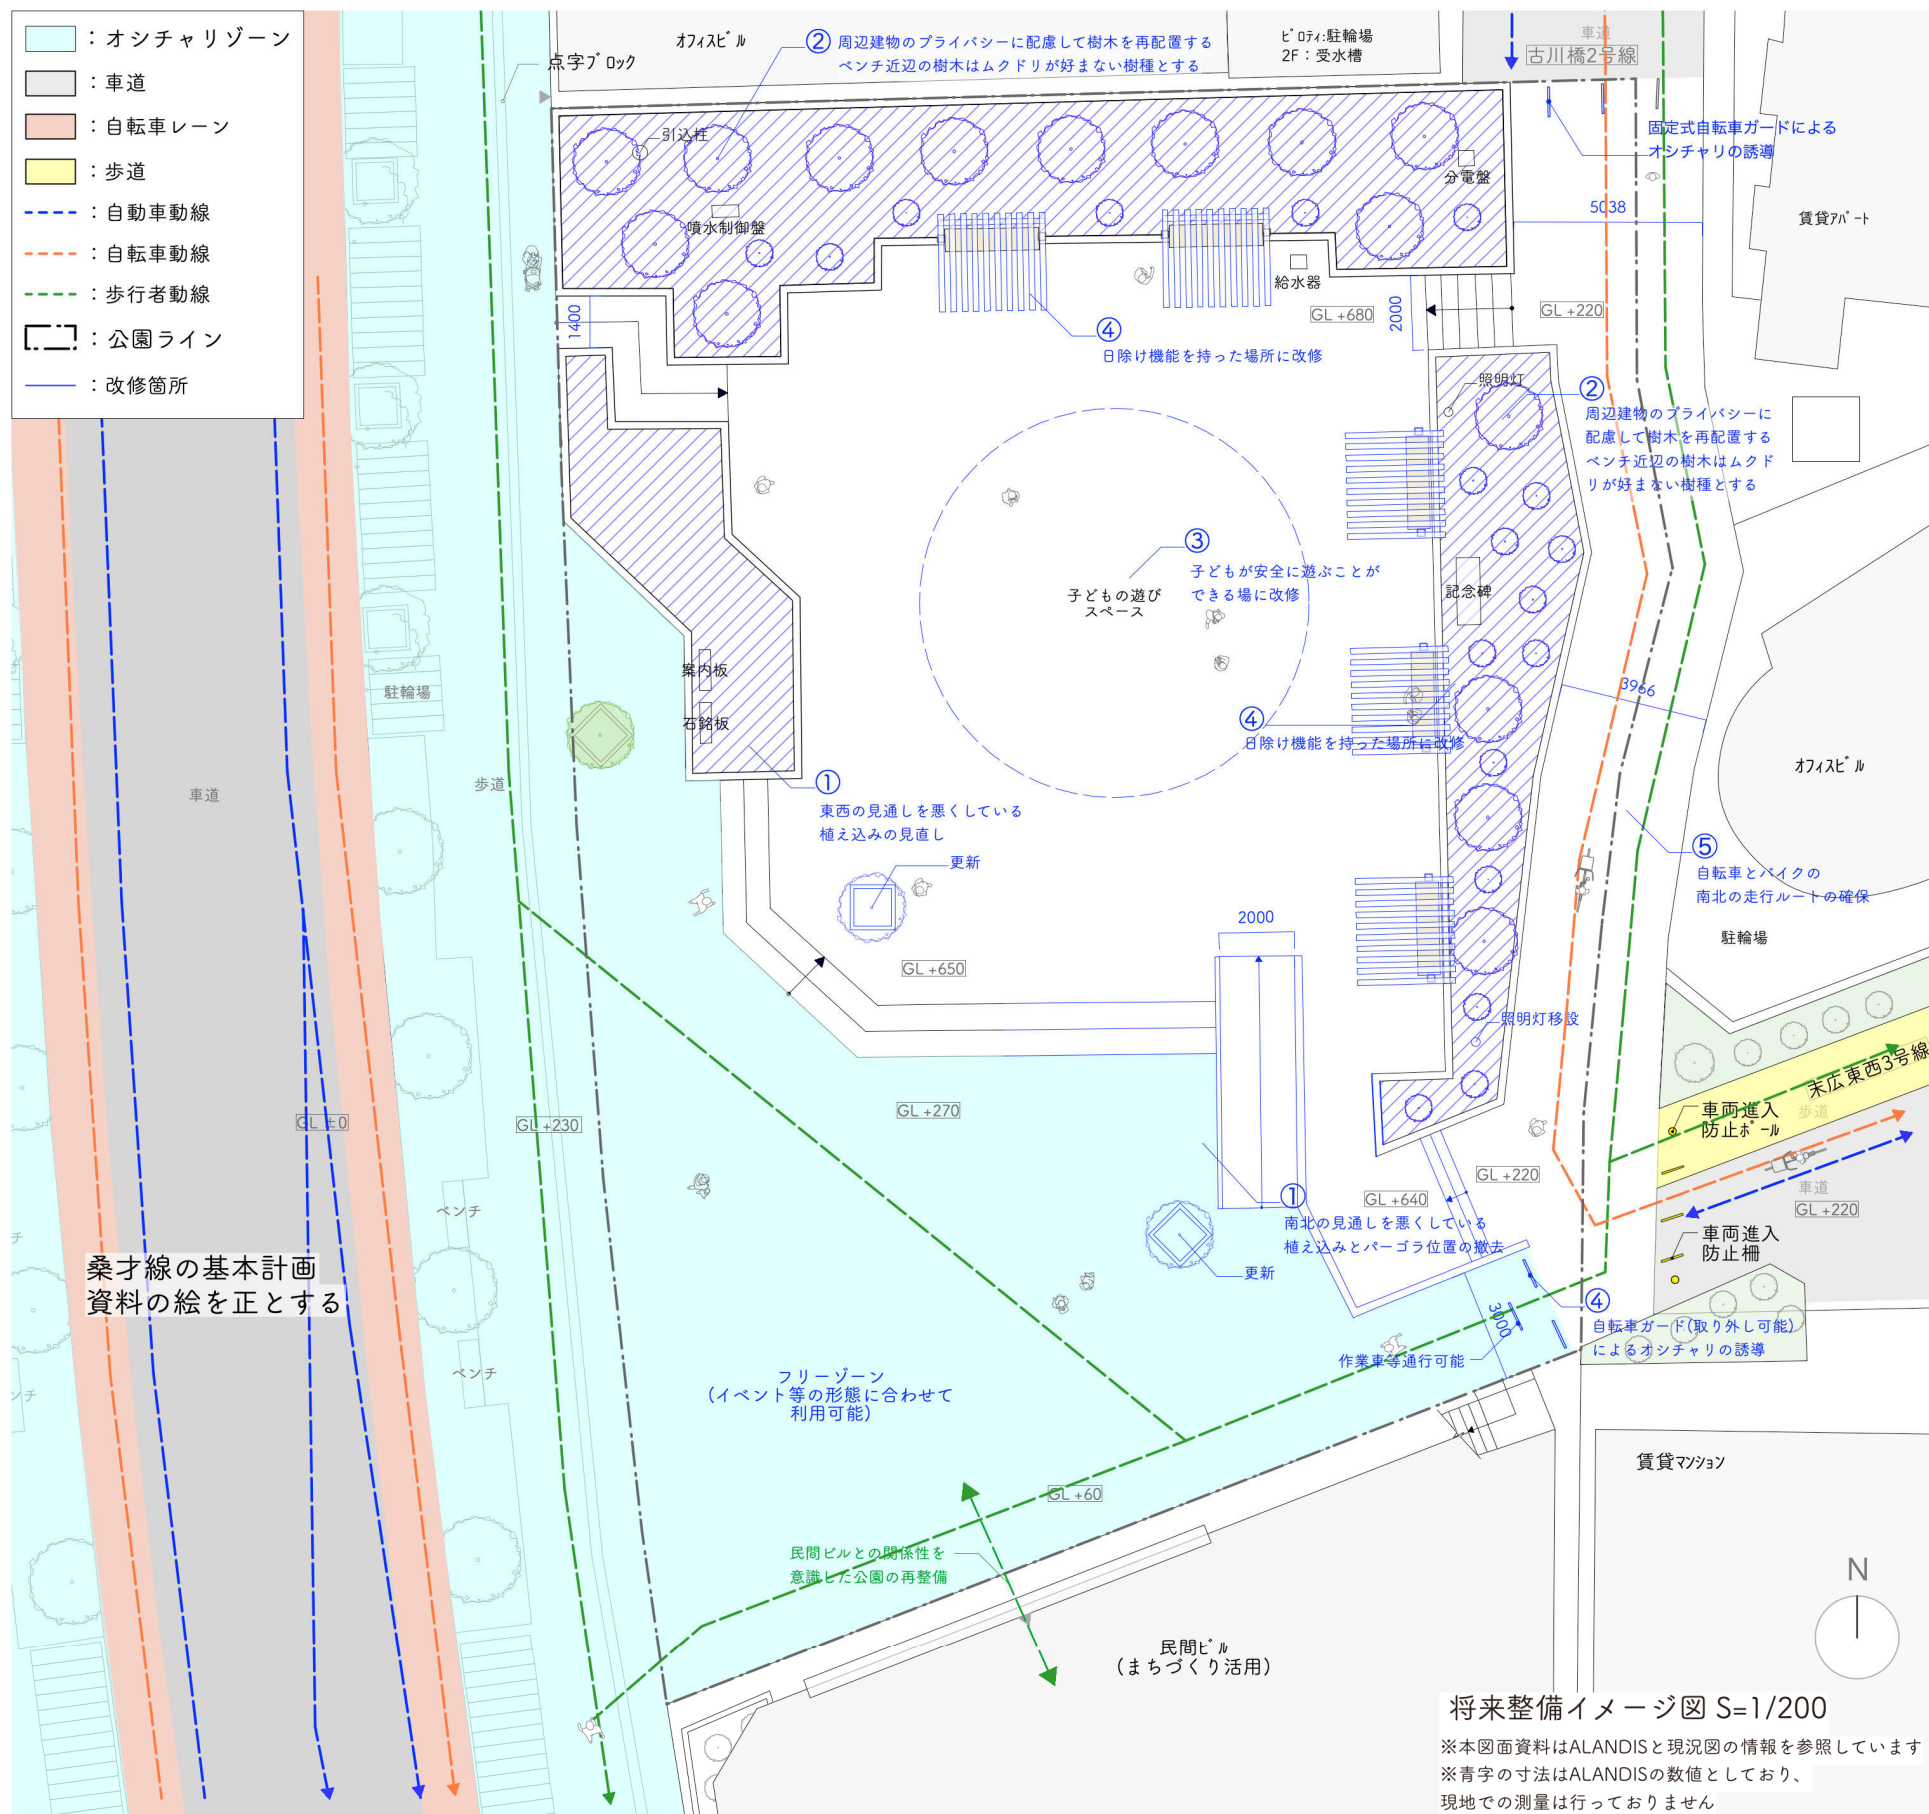 ：オシチャリゾーン
：車道
：自転車レーン
：歩道
：自動車動線
：自転車動線
：歩行者動線
：公園ライン
：改修箇所
点字ブロック
オフィスビル
② 周辺建物のプライバシーに配慮して樹木を再配置する
ベンチ近辺の樹木はムクドリが好まない樹種とする
ピロティ:駐輪場
2F：受水槽
車道
古川橋2号線
固定式自転車ガードによる
オシチャリの誘導
引込柱
噴水制御盤
分電盤
給水器
5038
賃貸アパート
1400
GL +680
2000
GL +220
④
日除け機能を持った場所に改修
照明灯
②
周辺建物のプライバシーに
配慮して樹木を再配置する
ベンチ近辺の樹木はムクド
リが好まない樹種とする
③
子どもが安全に遊ぶことが
できる場に改修
子どもの遊び
スペース
記念碑
案内板
石銘板
駐輪場
3966
④
日除け機能を持った場所に改修
車道
歩道
①
東西の見通しを悪くしている
植え込みの見直し
更新
オフィスビル
⑤
自転車とバイクの
南北の走行ルートの確保
駐輪場
2000
GL +650
照明灯移設
末広東西3号線
歩道
車両進入
防止ポール
GL ±0
GL +230
GL +270
GL +220
GL +640
車道
GL +220
車両進入
防止柵
ベンチ
①
南北の見通しを悪くしている
植え込みとパーゴラ位置の撤去
更新
桑才線の基本計画
資料の絵を正とする
3000
④
自転車ガード(取り外し可能)
によるオシチャリの誘導
作業車等通行可能
ベンチ
フリーゾーン
(イベント等の形態に合わせて
利用可能)
賃貸マンション
GL +60
民間ビルとの関係性を
意識した公園の再整備
民間ビル
(まちづくり活用)
N
将来整備イメージ図 S=1/200
※本図面資料はALANDISと現況図の情報を参照しています
※青字の寸法はALANDISの数値としており、
現地での測量は行っておりません